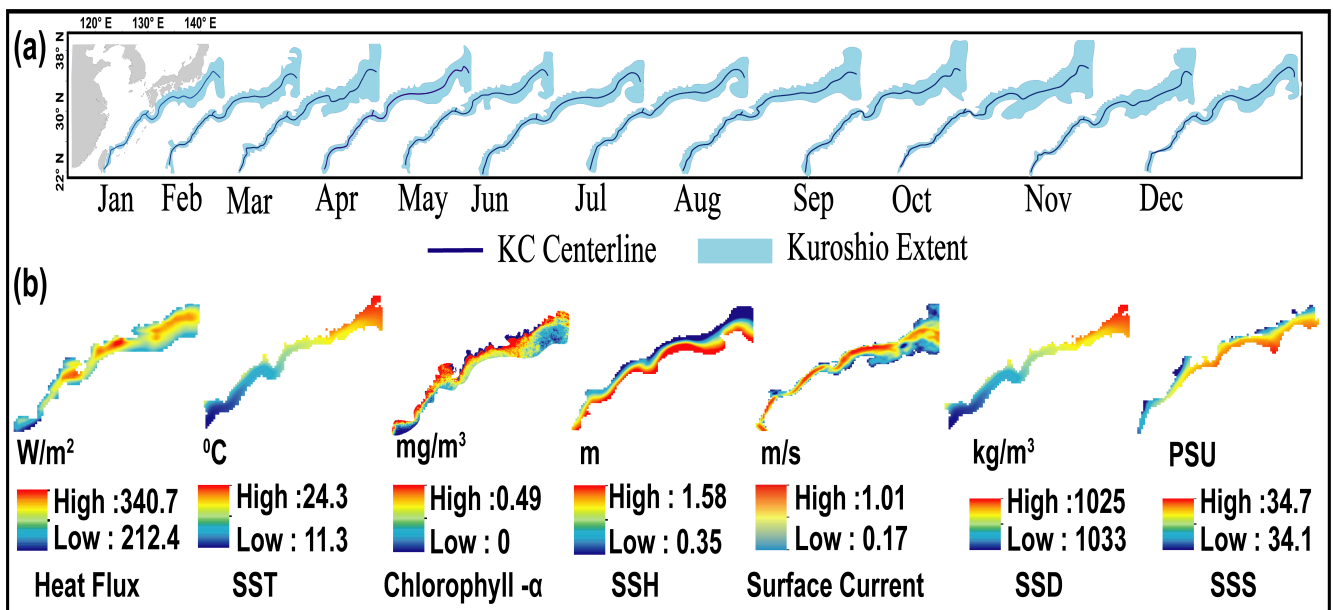 120° E 130° E 140° E
(a)
38° N
30° N
22° N
Jan Feb Mar Apr May Jun Jul Aug Sep Oct Nov Dec
KC Centerline Kuroshio Extent
(b)
W/m² ⁰C mg/m³ m m/s kg/m³ PSU
High :340.7 High :24.3 High :0.49 High : 1.58 High : 1.01 High : 1025 High : 34.7
Low : 212.4 Low : 11.3 Low : 0 Low : 0.35 Low : 0.17 Low : 1033 Low : 34.1
Heat Flux SST Chlorophyll -α SSH Surface Current SSD SSS